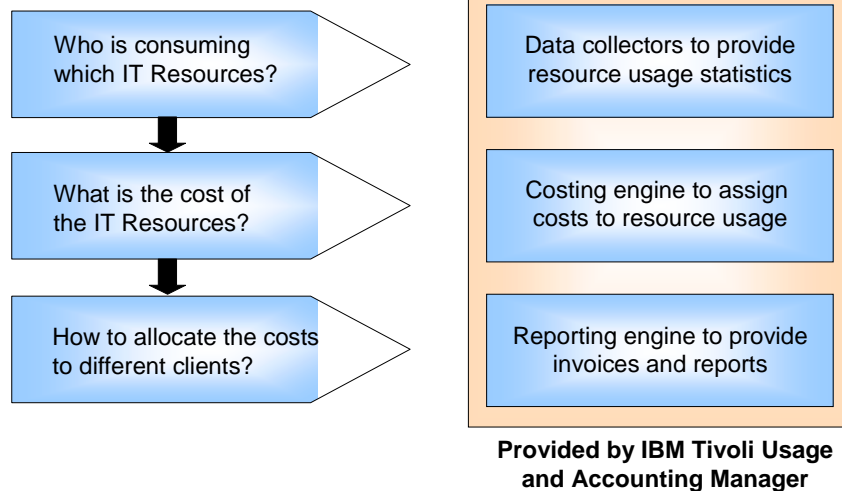 Who is consuming
which IT Resources?
Data collectors to provide
resource usage statistics
What is the cost of
the IT Resources?
Costing engine to assign
costs to resource usage
How to allocate the costs
to different clients?
Reporting engine to provide
invoices and reports
Provided by IBM Tivoli Usage
and Accounting Manager